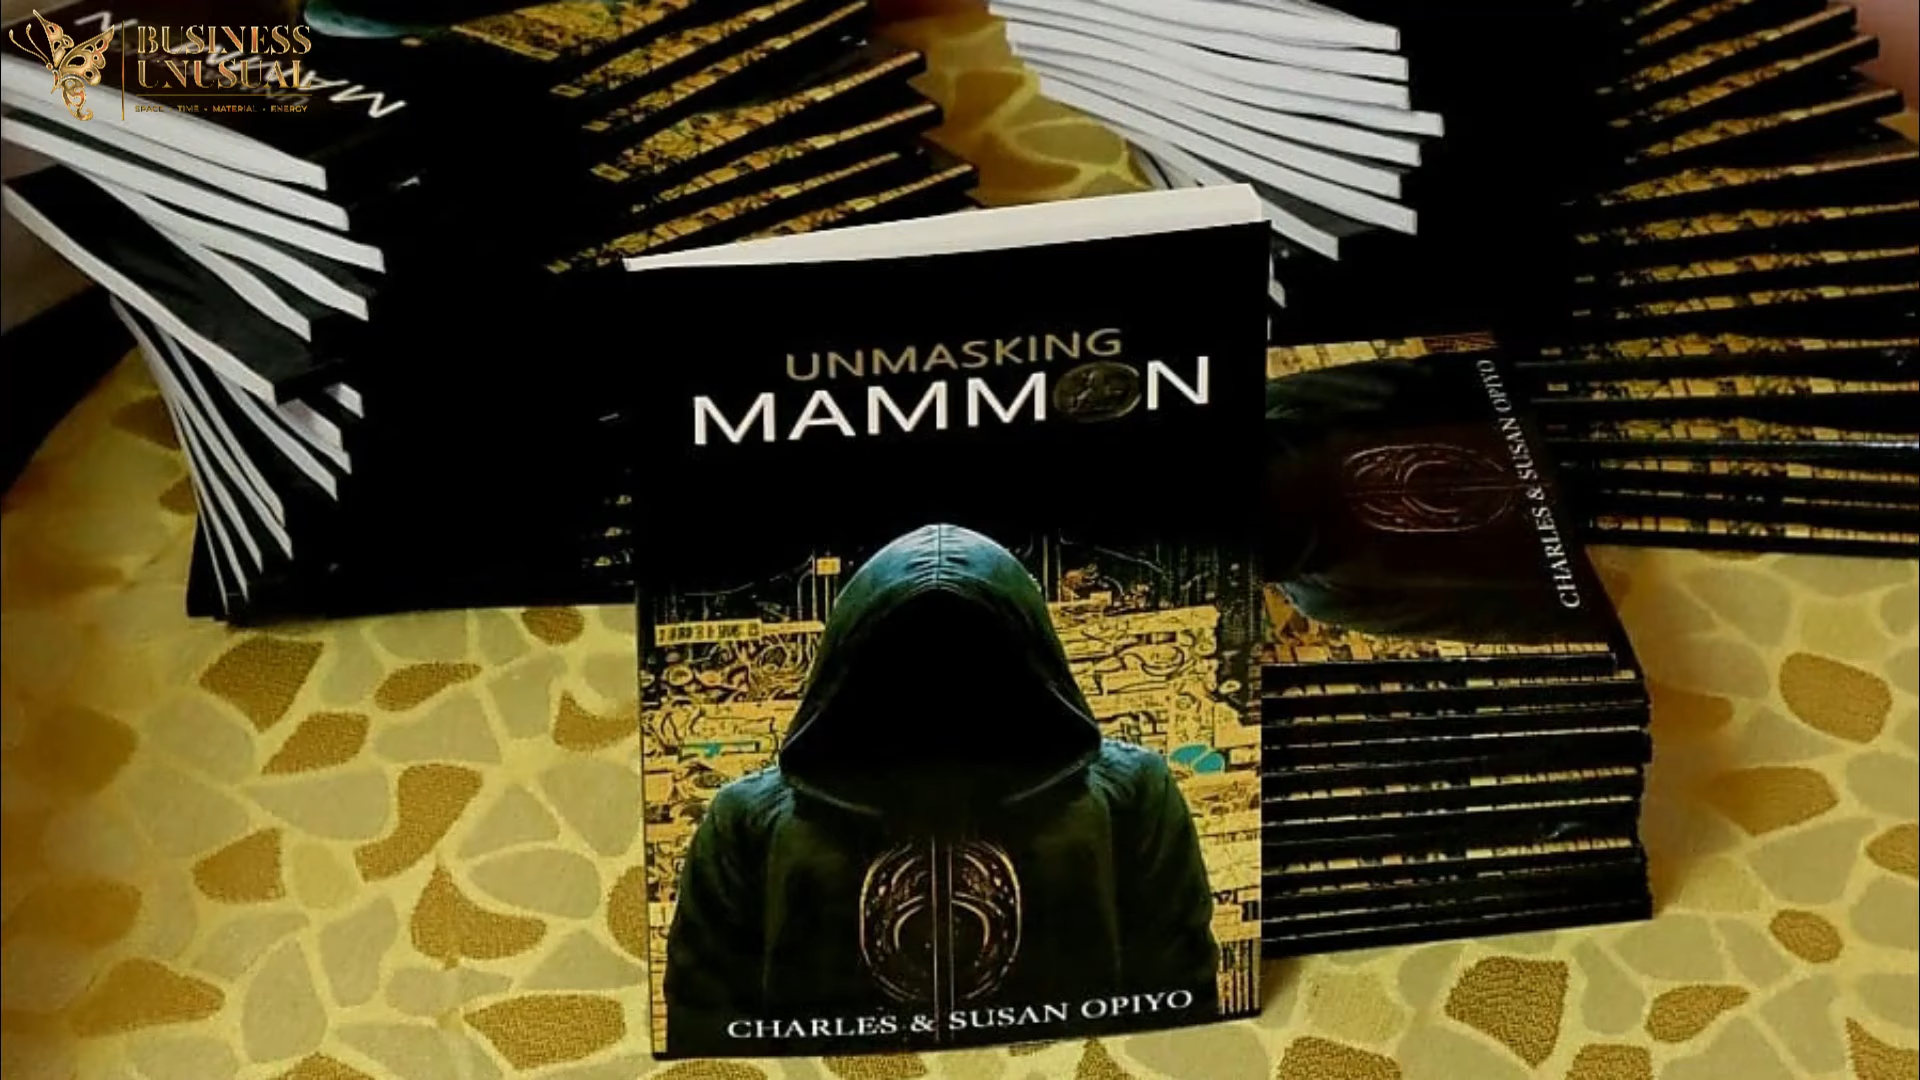 BUSINESS
UNUSUAL
SPACE • TIME • MATERIAL • ENERGY
UNMASKING
MAMMON
CHARLES & SUSAN OPIYO
CHARLES & SUSAN OPIYO